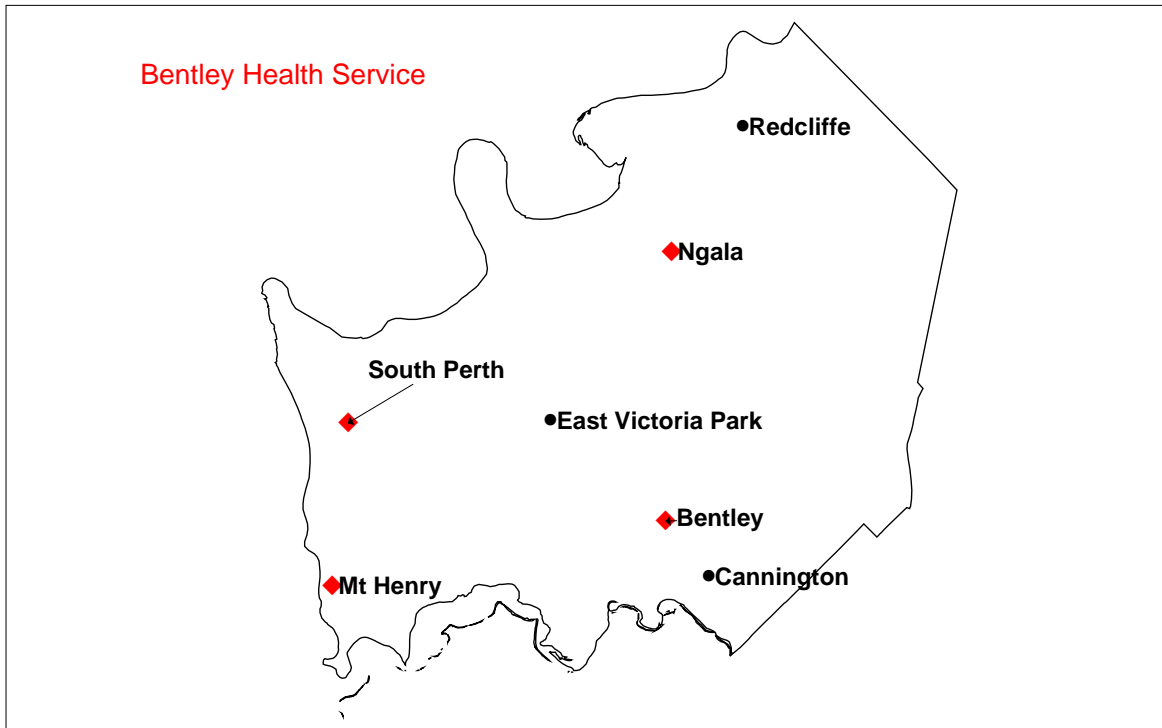 Bentley Health Service
Redcliffe
Ngala
South Perth
East Victoria Park
Bentley
Cannington
Mt Henry